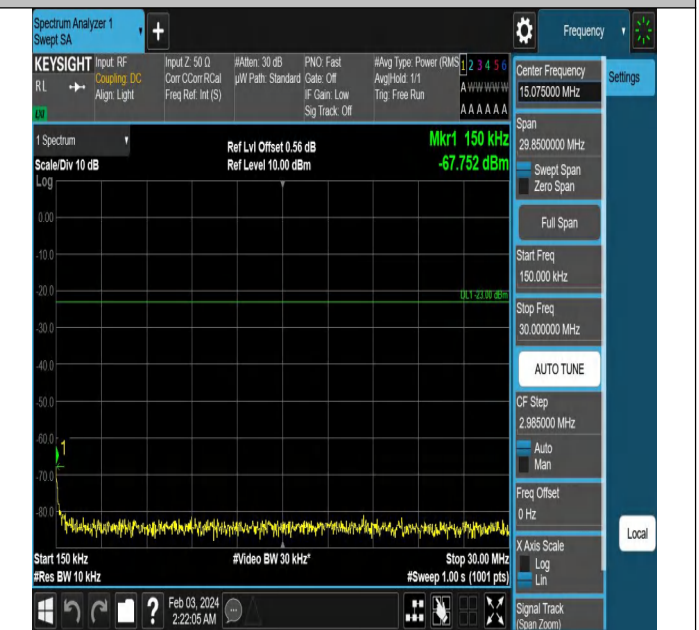 Spectrum Analyzer 1
Swept SA
+
Frequency
KEYSIGHT
RL
LXI
Input: RF
Coupling: DC
Align: Light
Input Z: 50 Ω
Corr CCorr RCal
Freq Ref: Int (S)
#Atten: 30 dB
µW Path: Standard
PNO: Fast
Gate: Off
IF Gain: Low
Sig Track: Off
#Avg Type: Power (RMS
Avg|Hold: 1/1
Trig: Free Run
1 2 3 4 5 6
A W W W W W
A A A A A A
1 Spectrum
Scale/Div 10 dB
Log
Ref Lvl Offset 0.56 dB
Ref Level 10.00 dBm
Mkr1 150 kHz
-67.752 dBm
0.00
-10.0
-20.0
DL1 -23.00 dBm
-30.0
-40.0
-50.0
-60.0
1
-70.0
-80.0
Start 150 kHz
#Res BW 10 kHz
#Video BW 30 kHz*
Stop 30.00 MHz
#Sweep 1.00 s (1001 pts)
?
Feb 03, 2024
2:22:05 AM
Center Frequency
15.075000 MHz
Settings
Span
29.8500000 MHz
Swept Span
Zero Span
Full Span
Start Freq
150.000 kHz
Stop Freq
30.000000 MHz
AUTO TUNE
CF Step
2.985000 MHz
Auto
Man
Freq Offset
0 Hz
Local
X Axis Scale
Log
Lin
Signal Track
(Span Zoom)